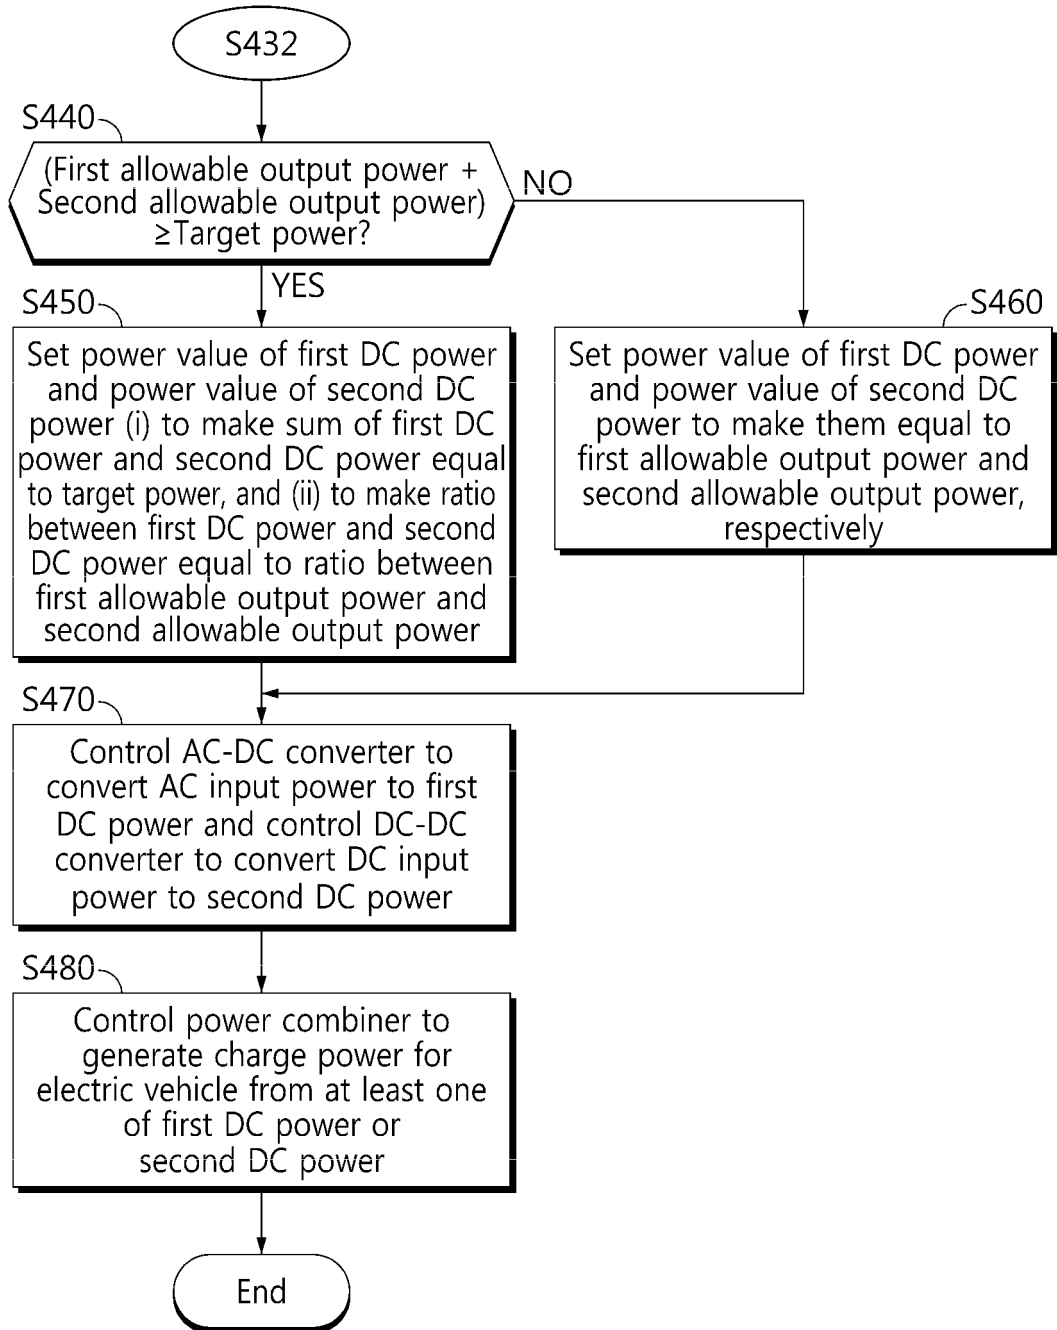 S432
S440
(First allowable output power +
Second allowable output power)
≥Target power?
NO
YES
S450
Set power value of first DC power
and power value of second DC
power (i) to make sum of first DC
power and second DC power equal
to target power, and (ii) to make ratio
between first DC power and second
DC power equal to ratio between
first allowable output power and
second allowable output power
S460
Set power value of first DC power
and power value of second DC
power to make them equal to
first allowable output power and
second allowable output power,
respectively
S470
Control AC-DC converter to
convert AC input power to first
DC power and control DC-DC
converter to convert DC input
power to second DC power
S480
Control power combiner to
generate charge power for
electric vehicle from at least one
of first DC power or
second DC power
End